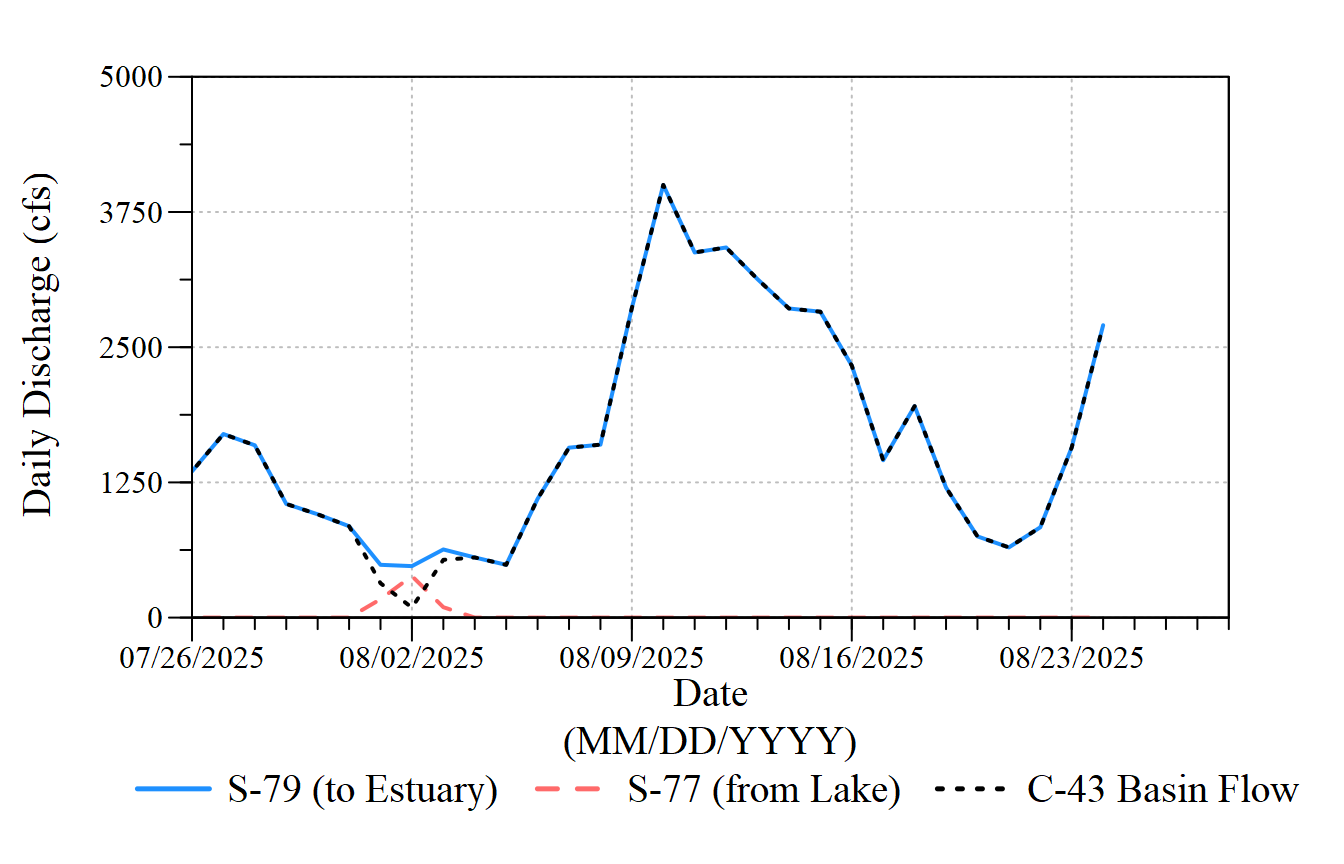 5000
3750
2500
1250
0
Daily Discharge (cfs)
07/26/2025 08/02/2025 08/09/2025 08/16/2025 08/23/2025
Date
(MM/DD/YYYY)
S-79 (to Estuary) S-77 (from Lake) C-43 Basin Flow